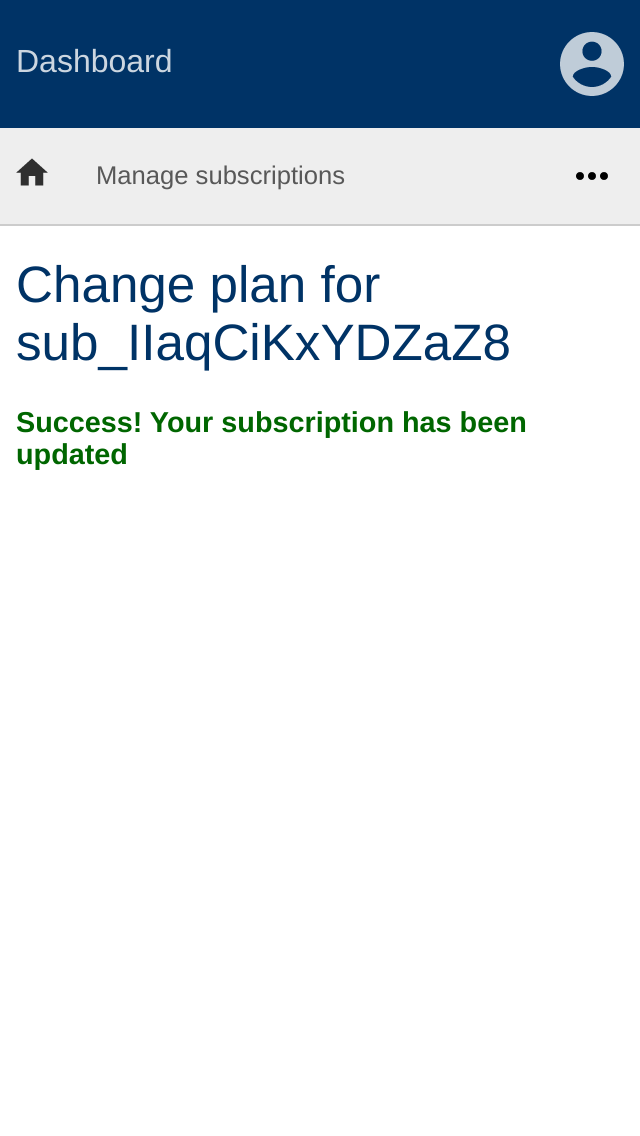 Dashboard
Manage subscriptions
Change plan for
sub_IIaqCiKxYDZaZ8
Success! Your subscription has been
updated